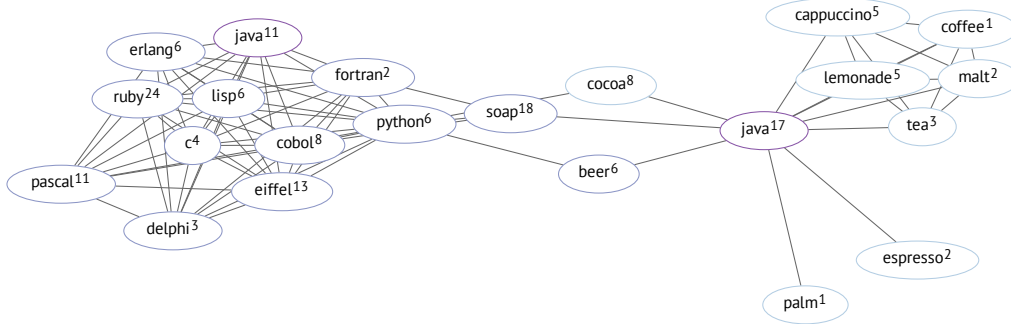 cappuccino5
coffee1
java11
erlang6
fortran2
lemonade5
malt2
cocoa8
ruby24
lisp6
soap18
python6
java17
tea3
c4
cobol8
beer6
pascal11
eiffel13
delphi3
espresso2
palm1